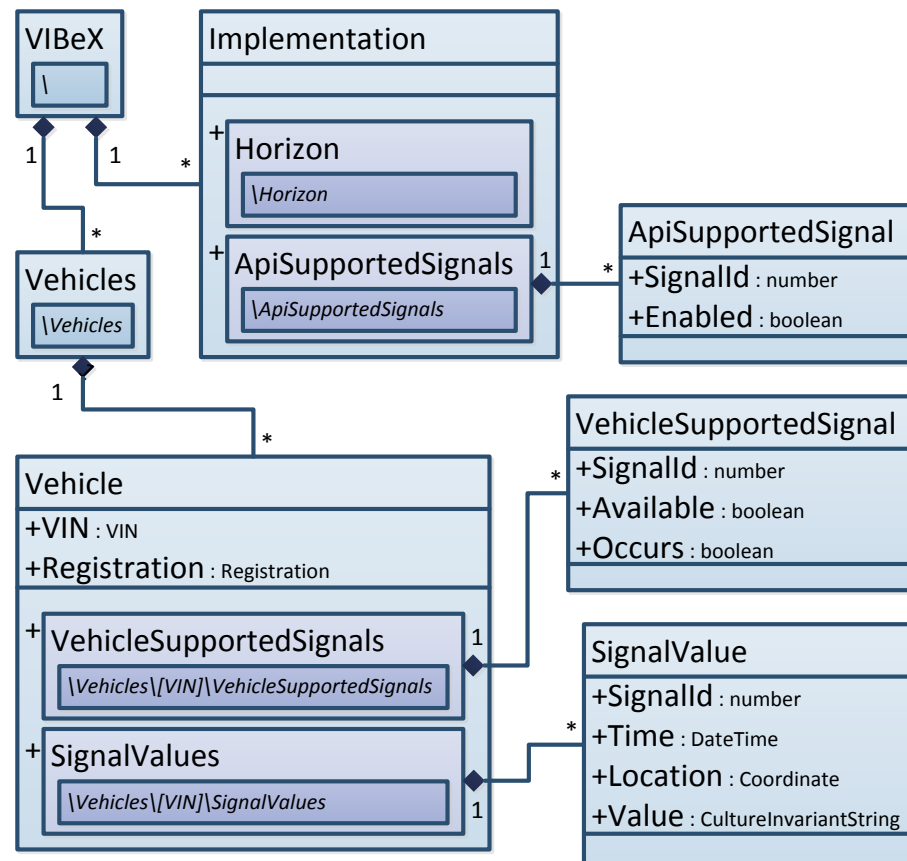 VIBeX
\
1
1
*
*
Implementation
+
Horizon
\Horizon
+
ApiSupportedSignals
\ApiSupportedSignals
1
*
ApiSupportedSignal
+SignalId : number
+Enabled : boolean
Vehicles
\Vehicles
1
*
Vehicle
+VIN : VIN
+Registration : Registration
+
VehicleSupportedSignals
\Vehicles\[VIN]\VehicleSupportedSignals
1
*
+
SignalValues
\Vehicles\[VIN]\SignalValues
1
*
VehicleSupportedSignal
+SignalId : number
+Available : boolean
+Occurs : boolean
SignalValue
+SignalId : number
+Time : DateTime
+Location : Coordinate
+Value : CultureInvariantString